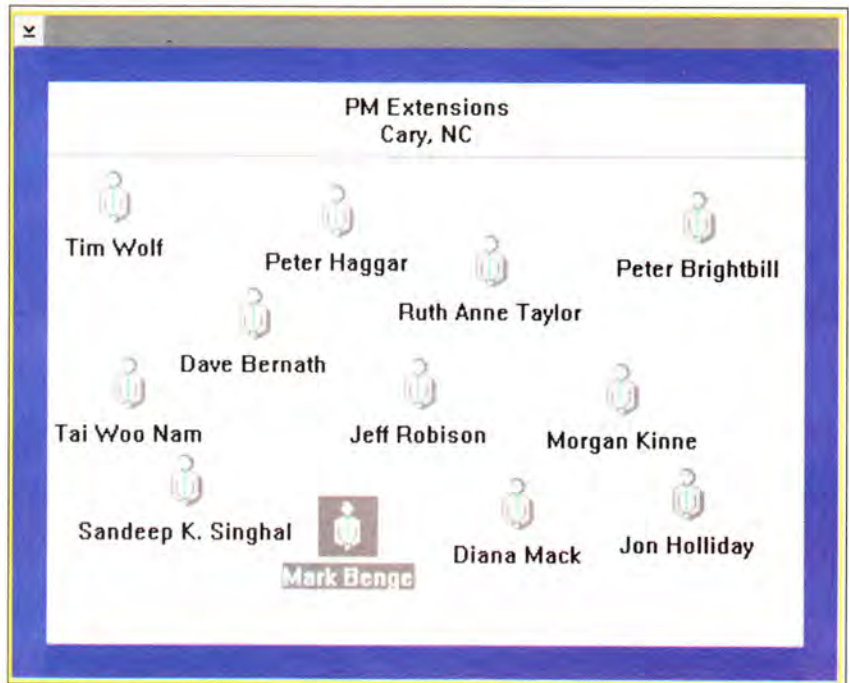 PM Extensions
Cary, NC
Tim Wolf
Peter Haggar
Peter Brightbill
Ruth Anne Taylor
Dave Bernath
Tai Woo Nam
Jeff Robison
Morgan Kinne
Sandeep K. Singhal
Mark Benge
Diana Mack
Jon Holliday